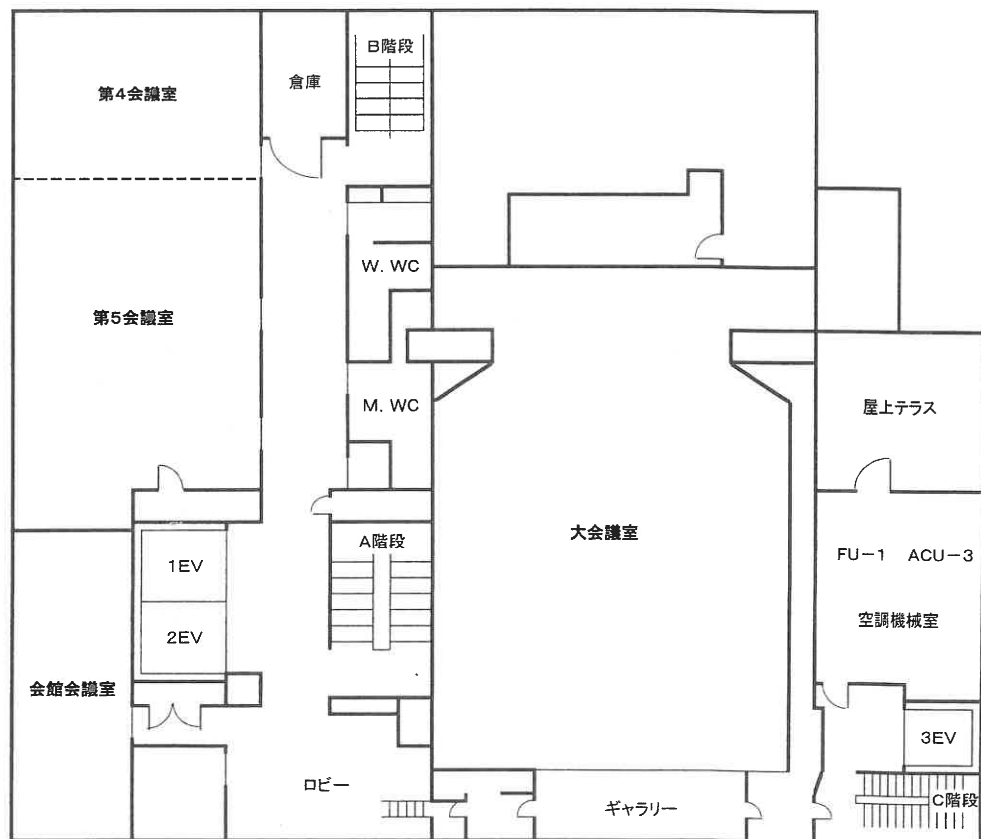 B階段
倉庫
第4会議室
W. WC
第5会議室
M. WC
屋上テラス
A階段
大会議室
FU－1 ACU－3
1EV
空調機械室
2EV
会館会議室
3EV
ロビー
ギャラリー
C階段